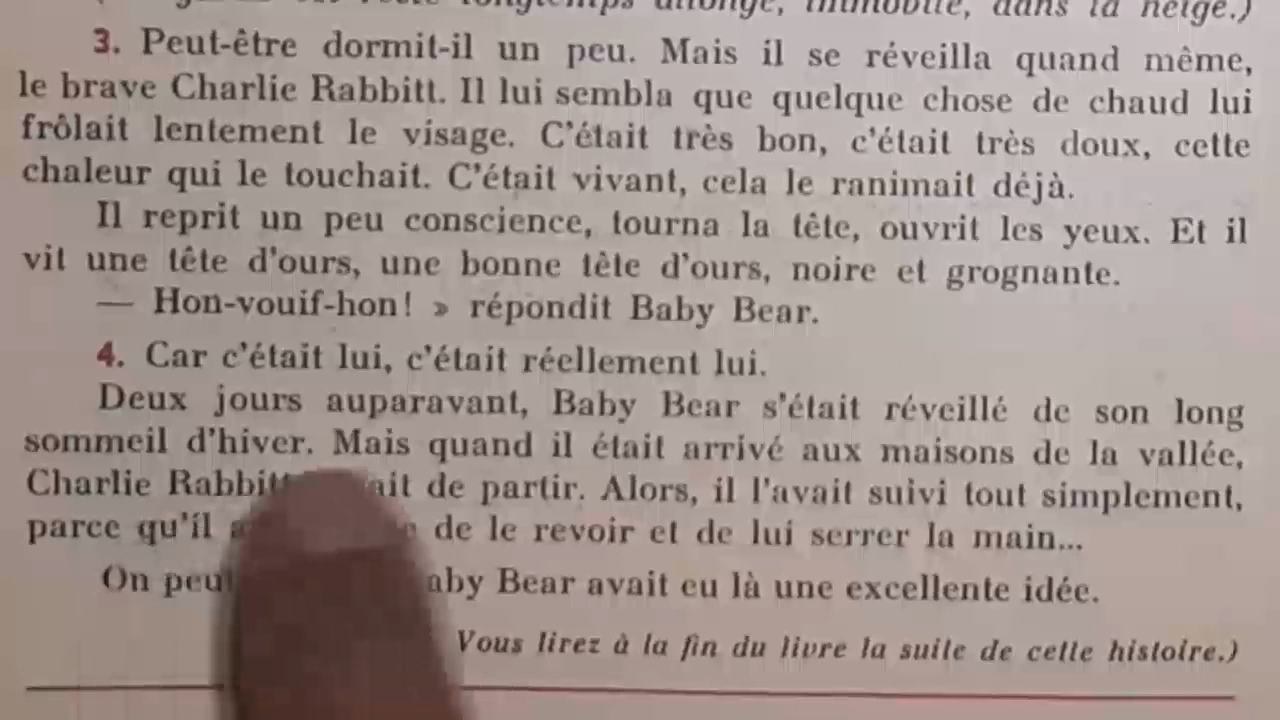 longtemps allongé, immobile, dans la neige.)
3. Peut-être dormit-il un peu. Mais il se réveilla quand même,
le brave Charlie Rabbitt. Il lui sembla que quelque chose de chaud lui
frôlait lentement le visage. C'était très bon, c'était très doux, cette
chaleur qui le touchait. C'était vivant, cela le ranimait déjà.
Il reprit un peu conscience, tourna la tête, ouvrit les yeux. Et il
vit une tête d'ours, une bonne tête d'ours, noire et grognante.
— Hon-vouif-hon! » répondit Baby Bear.
4. Car c'était lui, c'était réellement lui.
Deux jours auparavant, Baby Bear s'était réveillé de son long
sommeil d'hiver. Mais quand il était arrivé aux maisons de la vallée,
Charlie de partir. Alors, il l'avait suivi tout simplement,
parce qu'il de le revoir et de lui serrer la main...
On Bear avait eu là une excellente idée.
Vous lirez à la fin du livre la suite de cette histoire.)